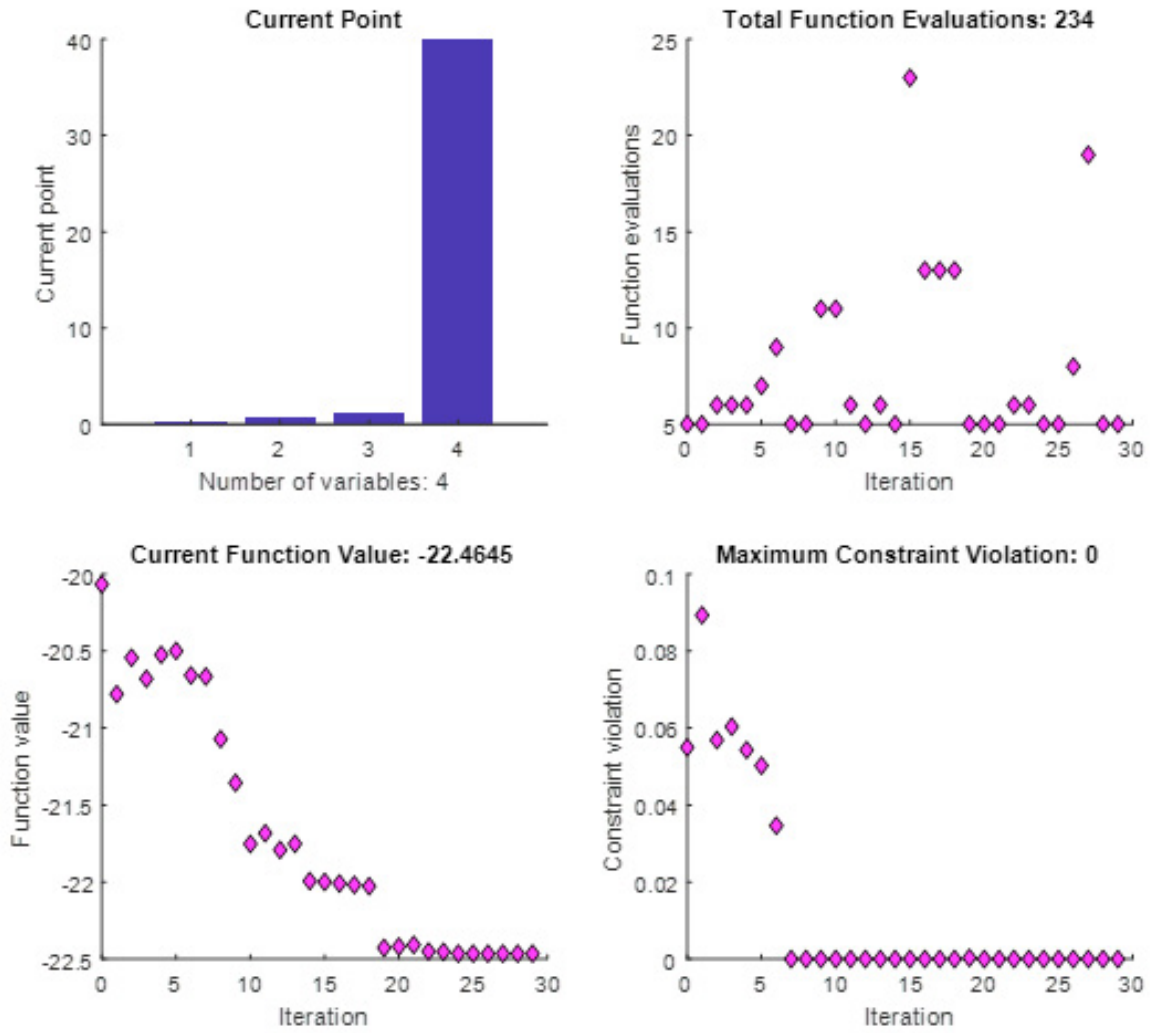 Current Point
40
30
20
10
0
Current point
1 2 3 4
Number of variables: 4
Total Function Evaluations: 234
25
20
15
10
5
Function evaluations
0 5 10 15 20 25 30
Iteration
Current Function Value: -22.4645
-20
-20.5
-21
-21.5
-22
-22.5
Function value
0 5 10 15 20 25 30
Iteration
Maximum Constraint Violation: 0
0.1
0.08
0.06
0.04
0.02
0
Constraint violation
0 5 10 15 20 25 30
Iteration